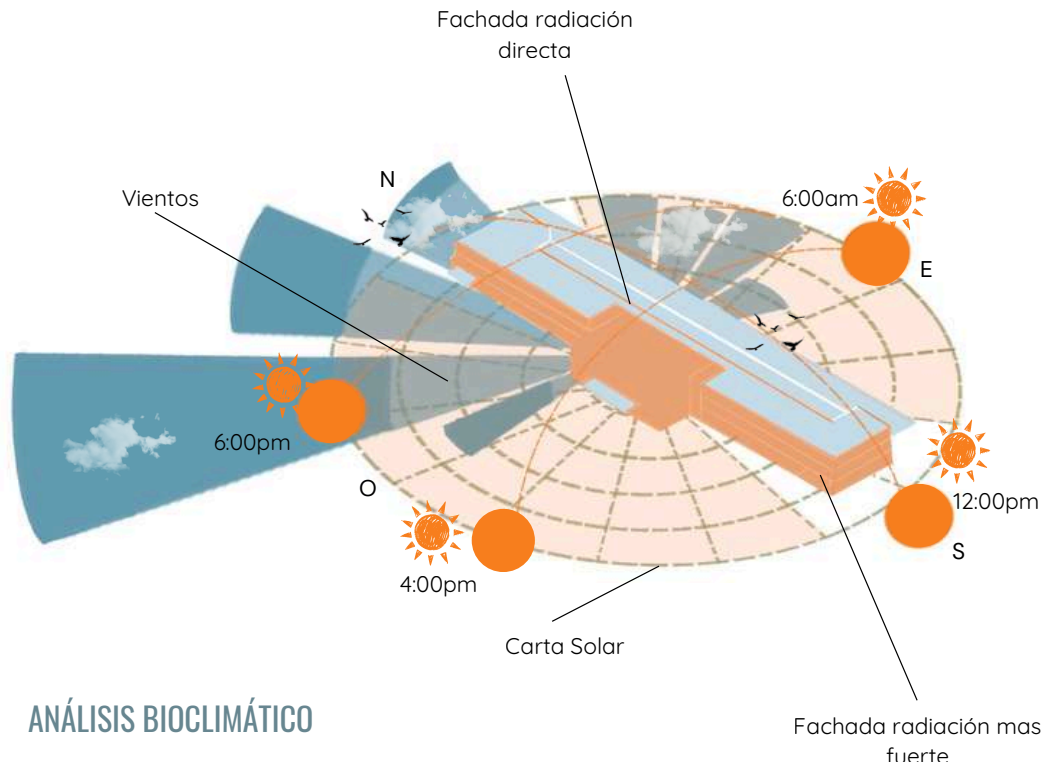 Fachada radiación
directa
N
Vientos
6:00am
E
6:00pm
O
12:00pm
4:00pm
S
Carta Solar
ANÁLISIS BIOCLIMÁTICO
Fachada radiación mas
fuerte